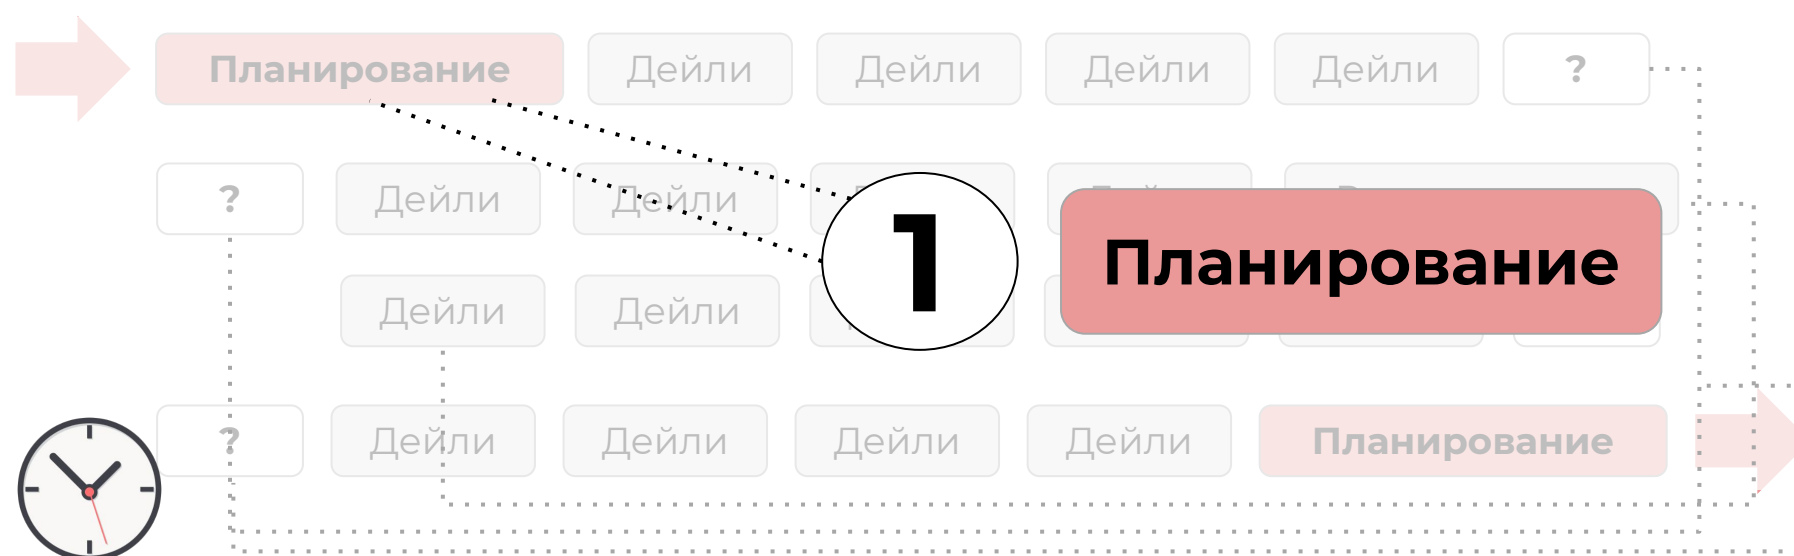 Планирование Дейли Дейли Дейли Дейли ?
? Дейли Дейли
1 Планирование
Дейли Дейли
? Дейли Дейли Дейли Дейли Планирование